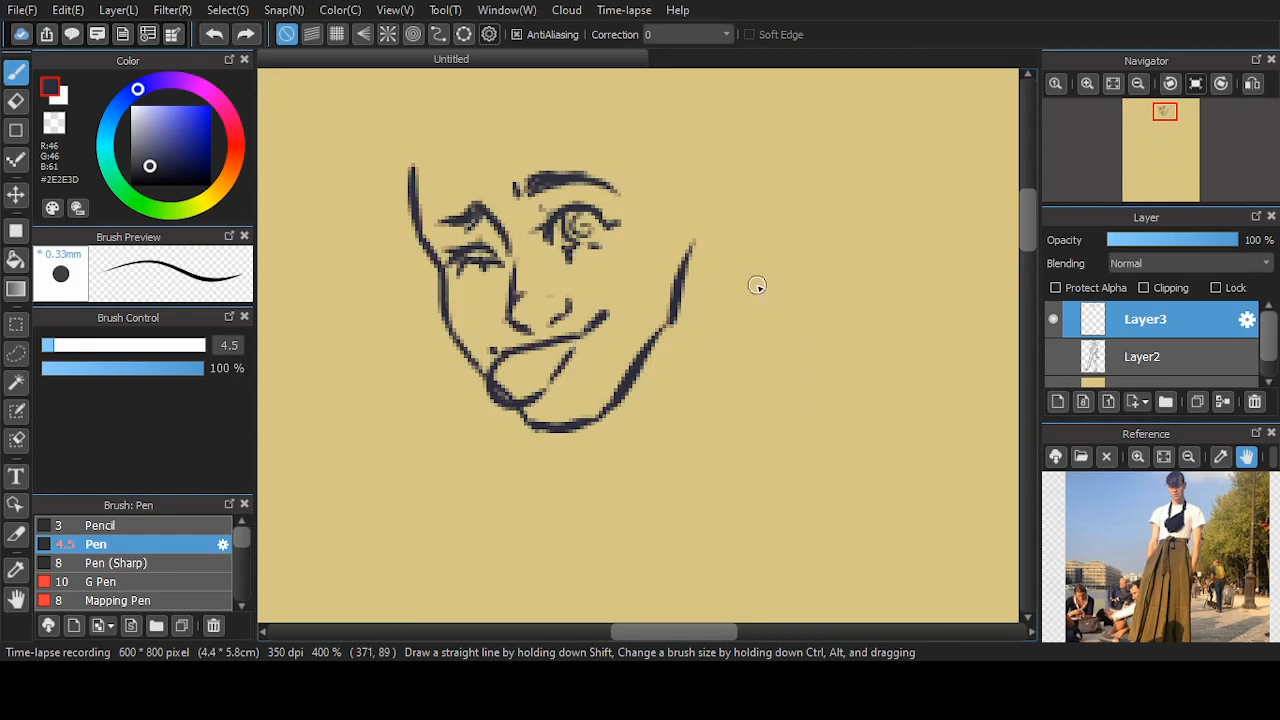 File(F) Edit(E) Layer(L) Filter(R) Select(S) Snap(N) Color(C) View(V) Tool(T) Window(W) Cloud Time-lapse Help
AntiAliasing Correction 0 Soft Edge
Color
Untitled
Navigator
R:46
G:46
B:61
#2E2E3D
Brush Preview
* 0.33mm
Layer
Opacity 100 %
Blending Normal
Protect Alpha Clipping Lock
Layer3
Layer2
Brush Control
4.5
100 %
Reference
Brush: Pen
3 Pencil
4.5 Pen
8 Pen (Sharp)
10 G Pen
8 Mapping Pen
Time-lapse recording 600 * 800 pixel (4.4 * 5.8cm) 350 dpi 400 % ( 371, 89 ) Draw a straight line by holding down Shift, Change a brush size by holding down Ctrl, Alt, and dragging